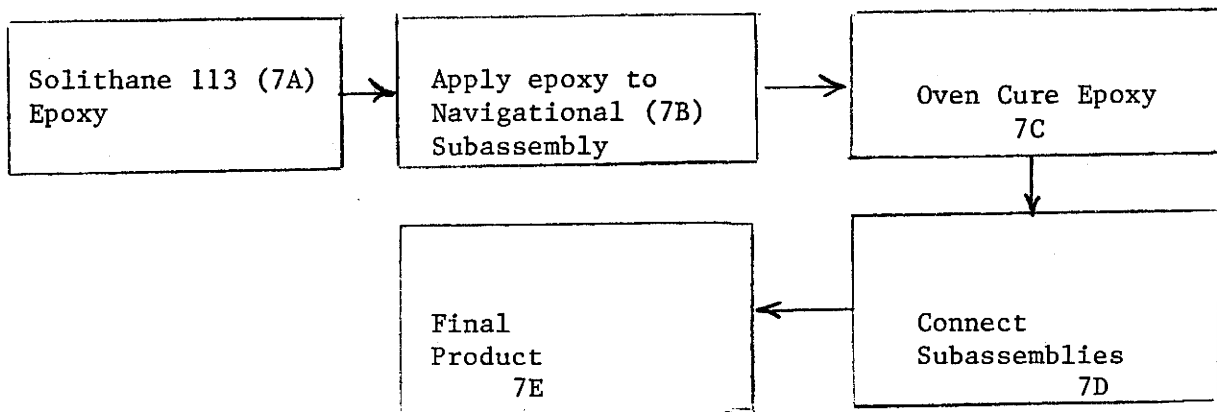 Solithane 113 (7A)
Epoxy
Apply epoxy to
Navigational (7B)
Subassembly
Oven Cure Epoxy
7C
Connect
Subassemblies
7D
Final
Product
7E